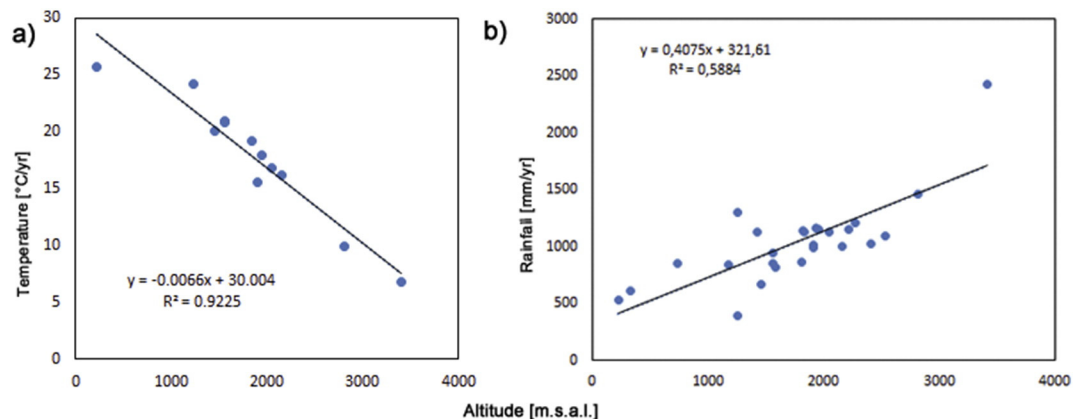 a)
30
25
20
15
10
5
0
0 1000 2000 3000 4000
Temperature [°C/yr]
y = -0.0066x + 30.004
R² = 0.9225
b)
3000
2500
2000
1500
1000
500
0
0 1000 2000 3000 4000
Rainfall [mm/yr]
y = 0,4075x + 321,61
R² = 0,5884
Altitude [m.s.a.l.]